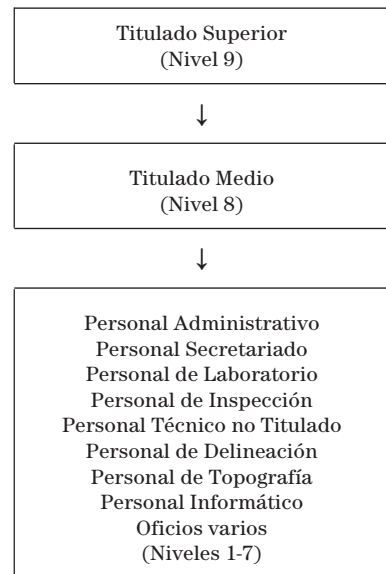 Titulado Superior
(Nivel 9)
↓
Titulado Medio
(Nivel 8)
↓
Personal Administrativo
Personal Secretariado
Personal de Laboratorio
Personal de Inspección
Personal Técnico no Titulado
Personal de Delineación
Personal de Topografía
Personal Informático
Oficios varios
(Niveles 1-7)